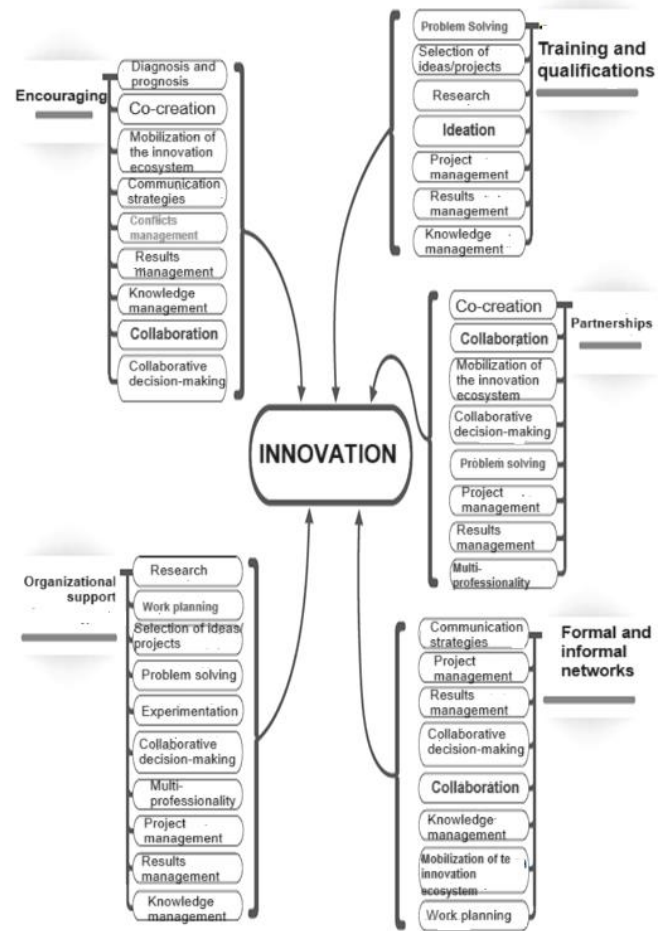 Encouraging
Diagnosis and
prognosis
Co-creation
Mobilization of
the innovation
ecosystem
Communication
strategies
Conflicts
management
Results
management
Knowledge
management
Collaboration
Collaborative
decision-making
Training and
qualifications
Problem Solving
Selection of
ideas/projects
Research
Ideation
Project
management
Results
management
Knowledge
management
Partnerships
Co-creation
Collaboration
Mobilization of
the innovation
ecosystem
Collaborative
decision-making
Problem solving
Project
management
Results
management
Multi-
professionality
INNOVATION
Organizational
support
Research
Work planning
Selection of ideas/
projects
Problem solving
Experimentation
Collaborative
decision-making
Multi-
professionality
Project
management
Results
management
Knowledge
management
Formal and
informal
networks
Communication
strategies
Project
management
Results
management
Collaborative
decision-making
Collaboration
Knowledge
management
Mobilization of te
innovation
ecosystem
Work planning